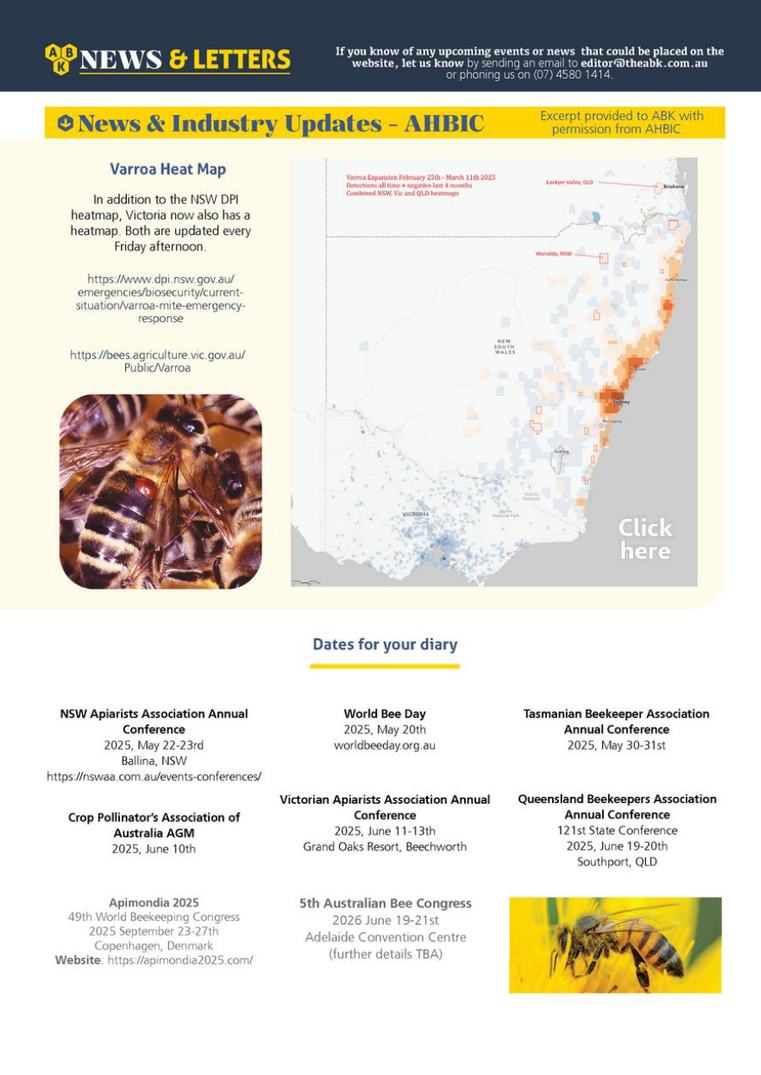 A B K
NEWS & LETTERS
If you know of any upcoming events or news that could be placed on the
website, let us know by sending an email to editor@theabk.com.au
or phoning us on (07) 4580 1414.
News & Industry Updates - AHBIC
Excerpt provided to ABK with
permission from AHBIC
Varroa Heat Map
In addition to the NSW DPI
heatmap, Victoria now also has a
heatmap. Both are updated every
Friday afternoon.
https://www.dpi.nsw.gov.au/
emergencies/biosecurity/current-
situation/varroa-mite-emergency-
response
https://bees.agriculture.vic.gov.au/
Public/Varroa
Varroa Expansion February 25th - March 11th 2025
Detections all time + negative last 4 months
Combined NSW, Vic and QLD heatmaps
Lockyer Valley, QLD
Brisbane
Warialda, NSW
NEW
SOUTH
WALES
Sydney
VICTORIA
Click
here
Dates for your diary
NSW Apiarists Association Annual
Conference
2025, May 22-23rd
Ballina, NSW
https://nswaa.com.au/events-conferences/
World Bee Day
2025, May 20th
worldbeeday.org.au
Tasmanian Beekeeper Association
Annual Conference
2025, May 30-31st
Crop Pollinator's Association of
Australia AGM
2025, June 10th
Victorian Apiarists Association Annual
Conference
2025, June 11-13th
Grand Oaks Resort, Beechworth
Queensland Beekeepers Association
Annual Conference
121st State Conference
2025, June 19-20th
Southport, QLD
Apimondia 2025
49th World Beekeeping Congress
2025 September 23-27th
Copenhagen, Denmark
Website: https://apimondia2025.com/
5th Australian Bee Congress
2026 June 19-21st
Adelaide Convention Centre
(further details TBA)